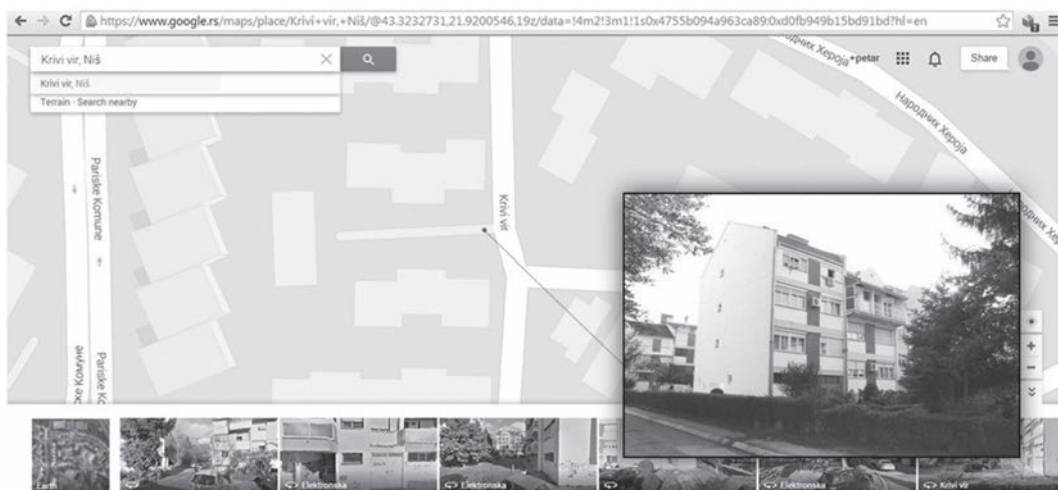 https://www.google.rs/maps/place/Krivi+vir,+Niš/@43.3232731,21.9200546,19z/data=!4m2!3m1!1s0x4755b094a963ca89:0xd0fb949b15bd91bd?hl=en
Krivi vir, Niš
+petar
Share
Krivi vir, Niš
Terrain · Search nearby
Народних Хероја
Народних Хероја
Pariske Komune
Krivi vir
Pariske
Earth
Elektronska
Elektronska
Elektronska
Krivi vir